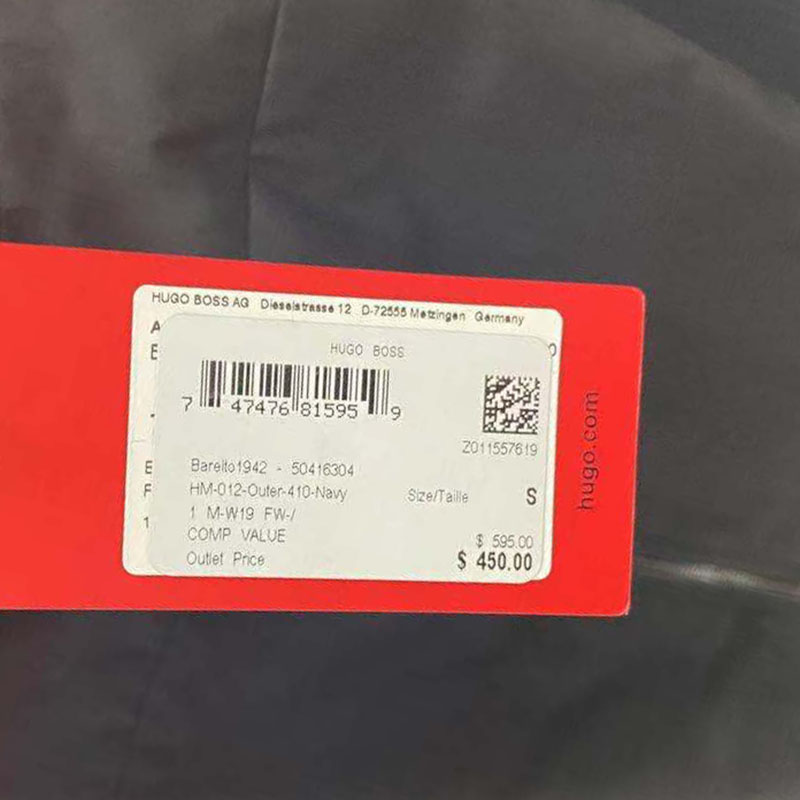 HUGO BOSS AG Dieselstrasse 12 D-72555 Metzingen Germany
A
E
HUGO BOSS
7 47476 81595 9
Z011557619
Barelto1942 - 50416304
HM-012-Outer-410-Navy Size/Taille S
1 M-W19 FW-/
COMP VALUE $ 595.00
Outlet Price $ 450.00
E
F
1
hugo.com